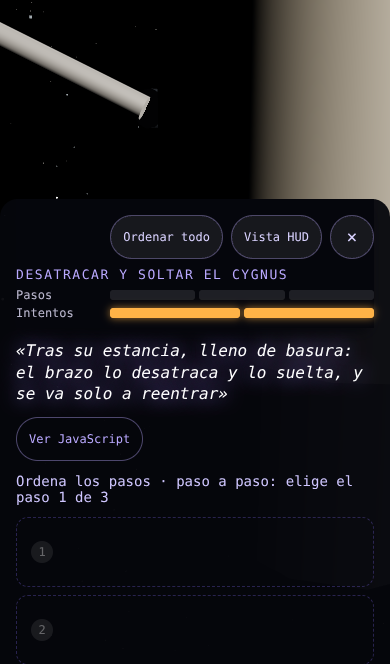 Ordenar todo
Vista HUD
×
DESATRACAR Y SOLTAR EL CYGNUS
Pasos
Intentos
«Tras su estancia, lleno de basura:
el brazo lo desatraca y lo suelta, y
se va solo a reentrar»
Ver JavaScript
Ordena los pasos · paso a paso: elige el
paso 1 de 3
1
2